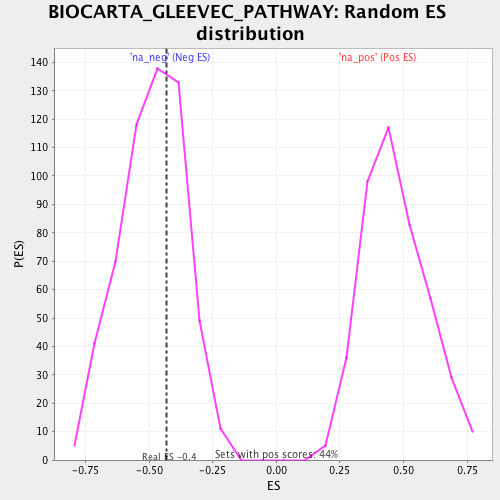 BIOCARTA_GLEEVEC_PATHWAY: Random ES
distribution
'na_neg' (Neg ES)
'na_pos' (Pos ES)
140
130
120
110
100
90
80
70
60
50
40
30
20
10
0
P(ES)
Real ES -0.4
Sets with pos scores: 44%
-0.75 -0.50 -0.25 0.00 0.25 0.50 0.75
ES